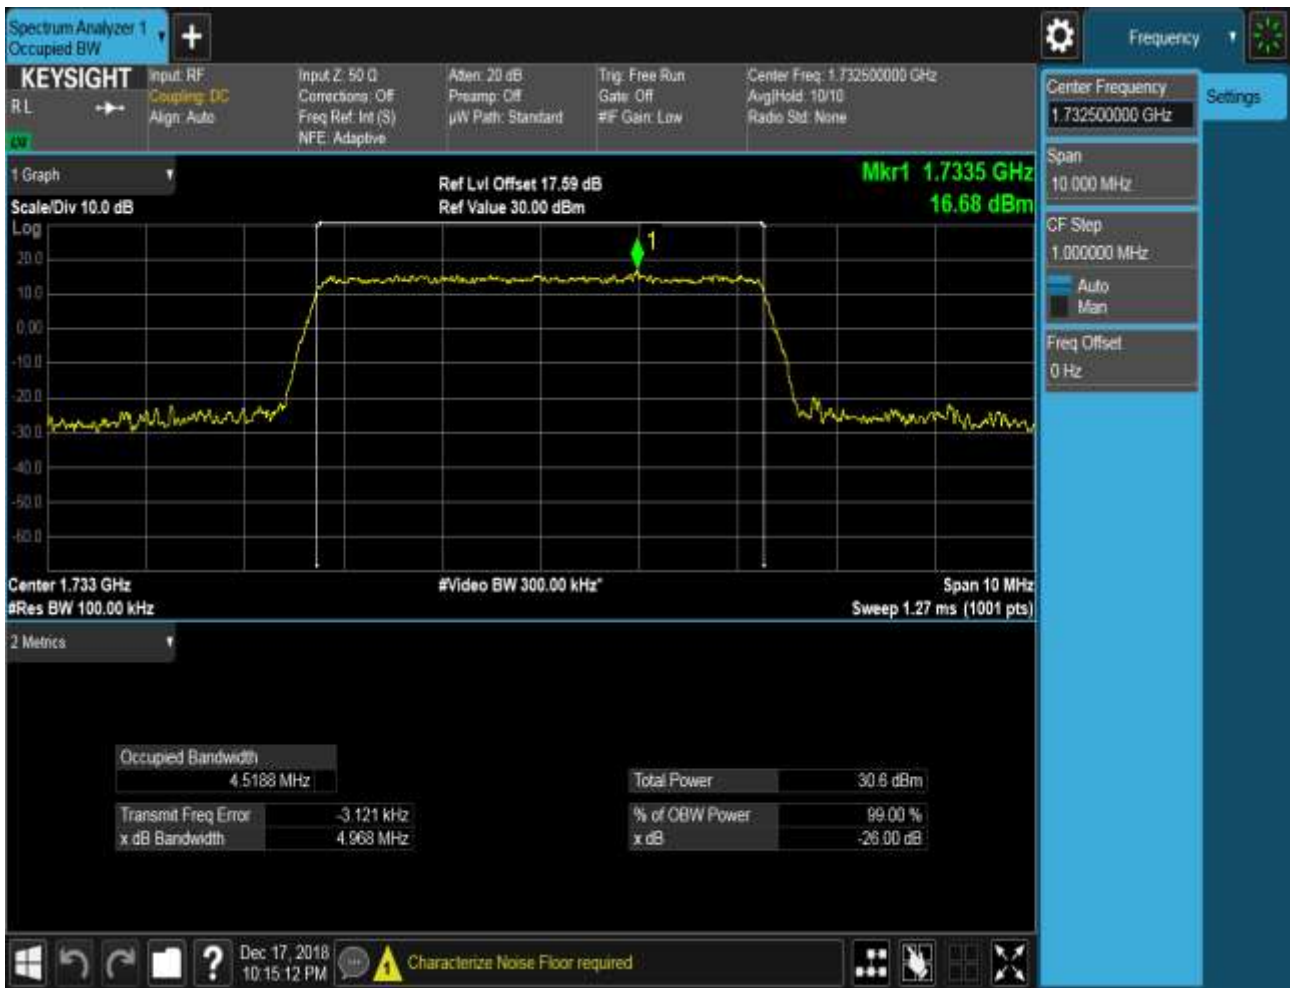 Spectrum Analyzer 1
Occupied BW
Frequency
KEYSIGHT
R L
Input: RF
Coupling: DC
Align: Auto
Input Z: 50 Ω
Corrections: Off
Freq Ref: Int (S)
NFE: Adaptive
Atten: 20 dB
Preamp: Off
µW Path: Standard
Trig: Free Run
Gate: Off
#IF Gain: Low
Center Freq: 1.732500000 GHz
Avg|Hold: 10/10
Radio Std: None
Center Frequency
1.732500000 GHz
Settings
Span
10.000 MHz
CF Step
1.000000 MHz
Auto
Man
Freq Offset
0 Hz
1 Graph
Scale/Div 10.0 dB
Ref Lvl Offset 17.59 dB
Ref Value 30.00 dBm
Mkr1 1.7335 GHz
16.68 dBm
Log
1
20.0
10.0
0.00
-10.0
-20.0
-30.0
-40.0
-50.0
-60.0
Center 1.733 GHz
#Video BW 300.00 kHz*
Span 10 MHz
#Res BW 100.00 kHz
Sweep 1.27 ms (1001 pts)
2 Metrics
Occupied Bandwidth
4.5188 MHz
Total Power 30.6 dBm
Transmit Freq Error -3.121 kHz
% of OBW Power 99.00 %
x dB Bandwidth 4.968 MHz
x dB -26.00 dB
?
Dec 17, 2018
10:15:12 PM
1
Characterize Noise Floor required